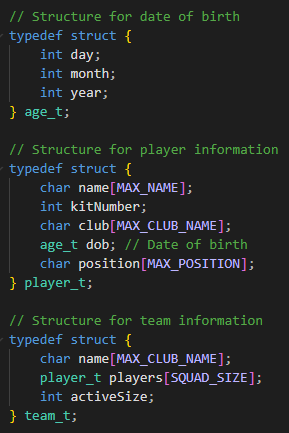 // Structure for date of birth
typedef struct {
    int day;
    int month;
    int year;
} age_t;

// Structure for player information
typedef struct {
    char name[MAX_NAME];
    int kitNumber;
    char club[MAX_CLUB_NAME];
    age_t dob; // Date of birth
    char position[MAX_POSITION];
} player_t;

// Structure for team information
typedef struct {
    char name[MAX_CLUB_NAME];
    player_t players[SQUAD_SIZE];
    int activeSize;
} team_t;